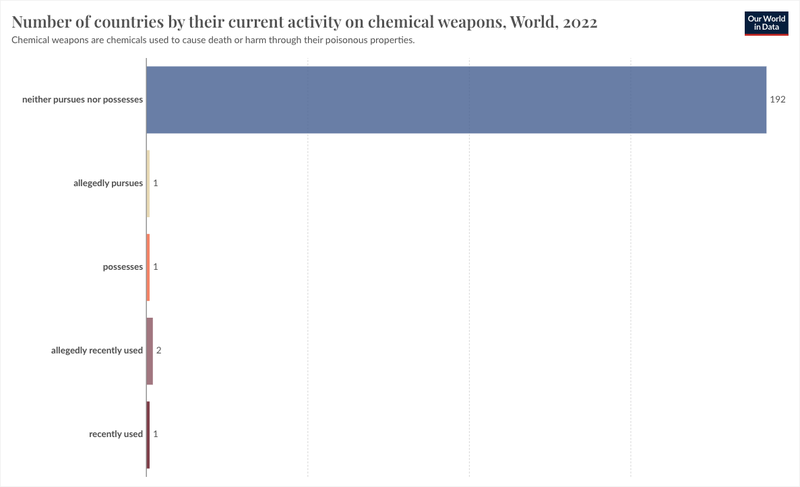 Number of countries by their current activity on chemical weapons, World, 2022
Chemical weapons are chemicals used to cause death or harm through their poisonous properties.
Our World
in Data
neither pursues nor possesses 192
allegedly pursues 1
possesses 1
allegedly recently used 2
recently used 1